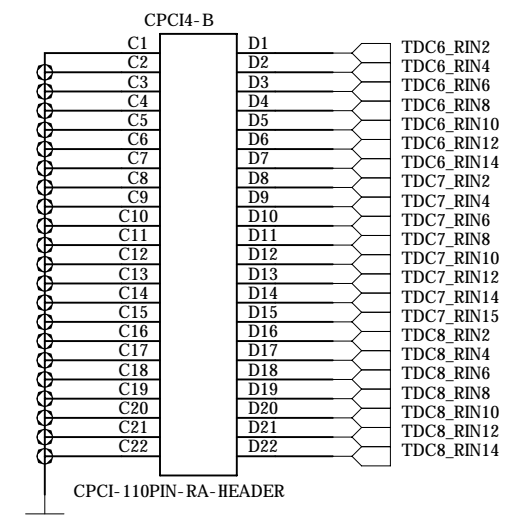 CPCI4-B
C1 D1 TDC6_RIN2
C2 D2 TDC6_RIN4
C3 D3 TDC6_RIN6
C4 D4 TDC6_RIN8
C5 D5 TDC6_RIN10
C6 D6 TDC6_RIN12
C7 D7 TDC6_RIN14
C8 D8 TDC7_RIN2
C9 D9 TDC7_RIN4
C10 D10 TDC7_RIN6
C11 D11 TDC7_RIN8
C12 D12 TDC7_RIN10
C13 D13 TDC7_RIN12
C14 D14 TDC7_RIN14
C15 D15 TDC7_RIN15
C16 D16 TDC8_RIN2
C17 D17 TDC8_RIN4
C18 D18 TDC8_RIN6
C19 D19 TDC8_RIN8
C20 D20 TDC8_RIN10
C21 D21 TDC8_RIN12
C22 D22 TDC8_RIN14
CPCI-110PIN-RA-HEADER